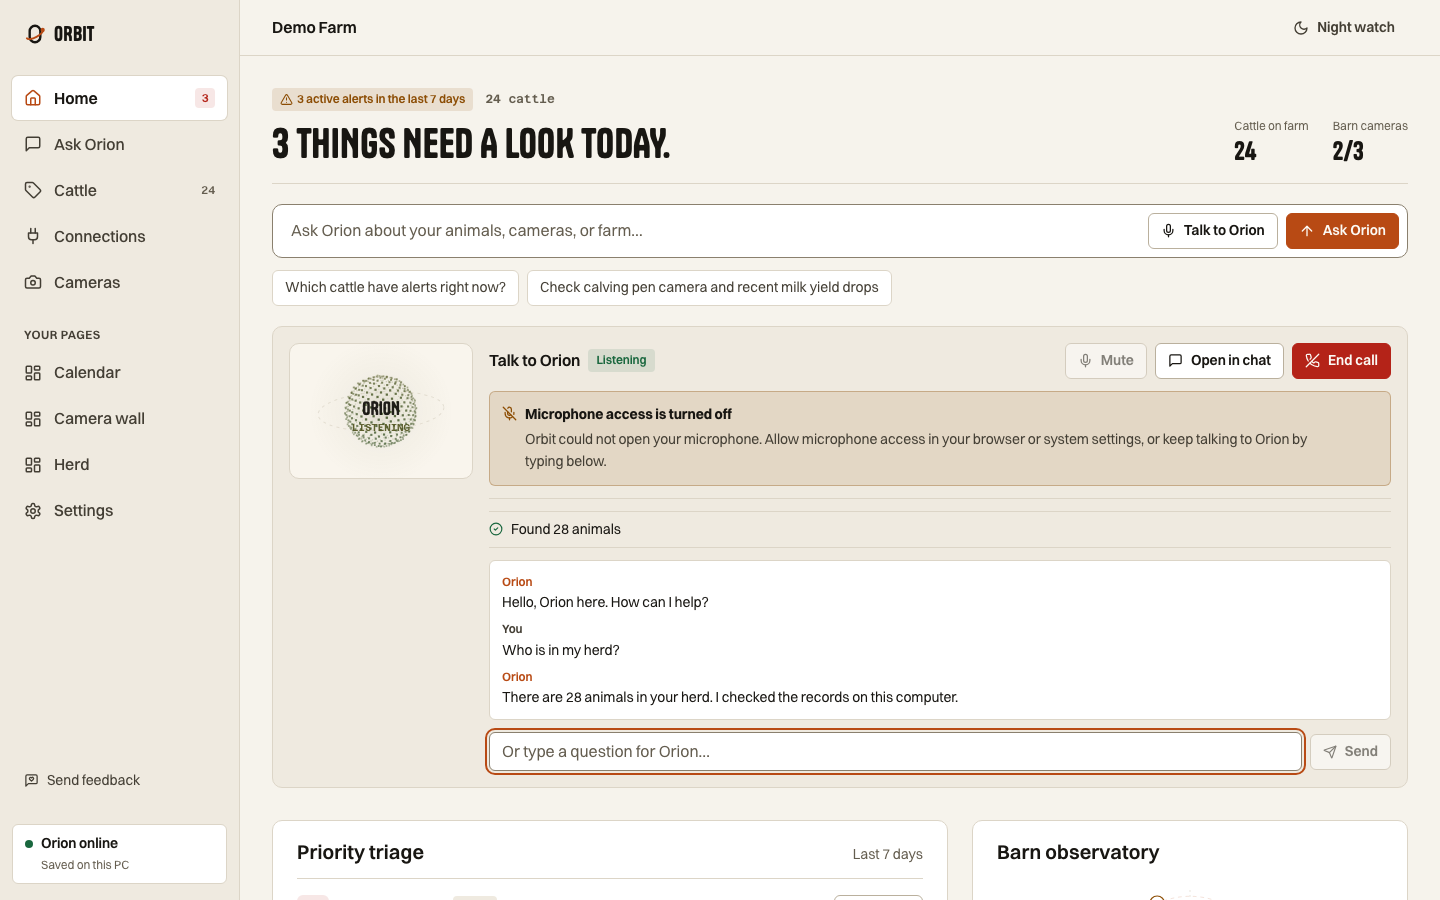 ORBIT
Home
3
Ask Orion
Cattle
24
Connections
Cameras
YOUR PAGES
Calendar
Camera wall
Herd
Settings
Send feedback
Orion online
Saved on this PC
Demo Farm
Night watch
3 active alerts in the last 7 days
24 cattle
3 THINGS NEED A LOOK TODAY.
Cattle on farm
24
Barn cameras
2/3
Ask Orion about your animals, cameras, or farm...
Talk to Orion
Ask Orion
Which cattle have alerts right now?
Check calving pen camera and recent milk yield drops
ORION
LISTENING
Talk to Orion
Listening
Mute
Open in chat
End call
Microphone access is turned off
Orbit could not open your microphone. Allow microphone access in your browser or system settings, or keep talking to Orion by
typing below.
Found 28 animals
Orion
Hello, Orion here. How can I help?
You
Who is in my herd?
Orion
There are 28 animals in your herd. I checked the records on this computer.
Or type a question for Orion...
Send
Priority triage
Last 7 days
Barn observatory